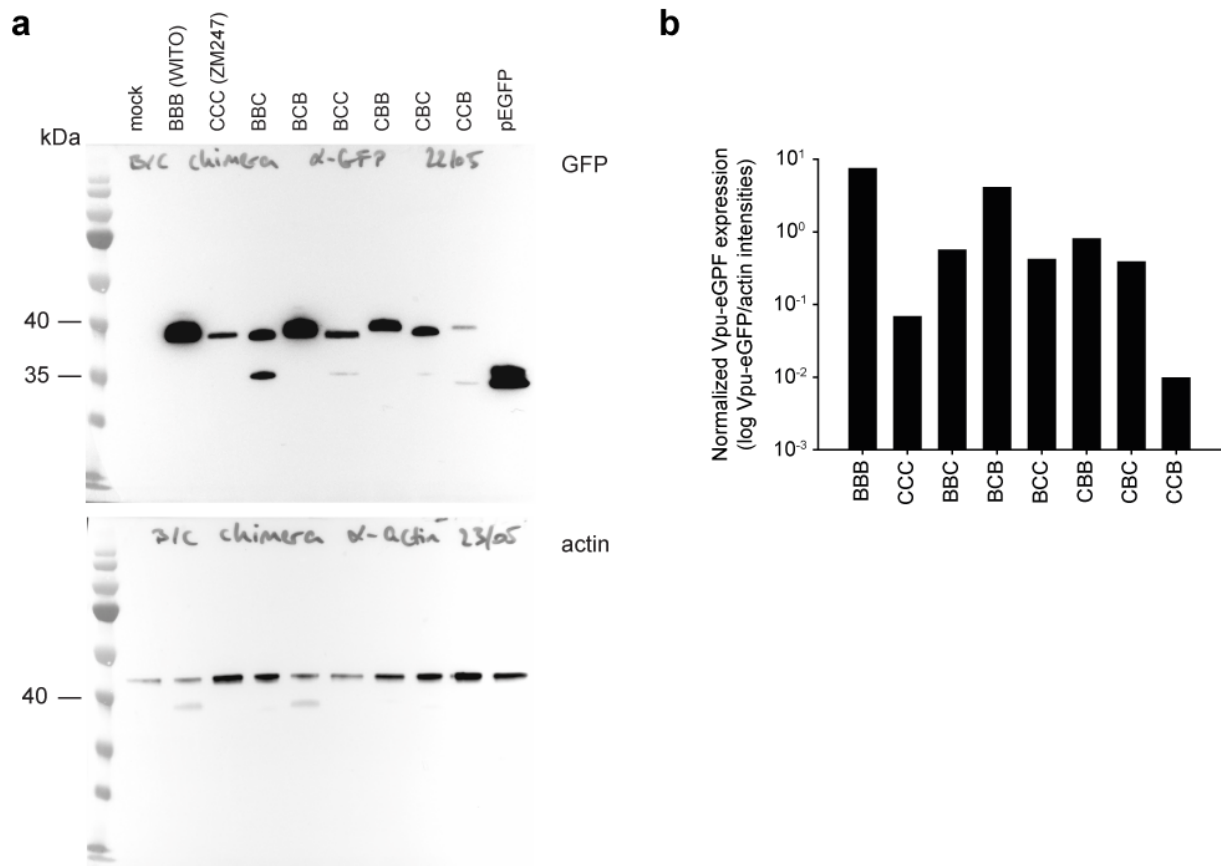 a
kDa
mock
BBB (WITO)
CCC (ZM247)
BBC
BCB
BCC
CBB
CBC
CCB
pEGFP
B/C chimera α-GFP 22/05
GFP
40
35
B/C chimera α-actin 23/05
actin
40
b
Normalized Vpu-eGPF expression
(log Vpu-eGFP/actin intensities)
10¹
10⁰
10⁻¹
10⁻²
10⁻³
BBB
CCC
BBC
BCB
BCC
CBB
CBC
CCB